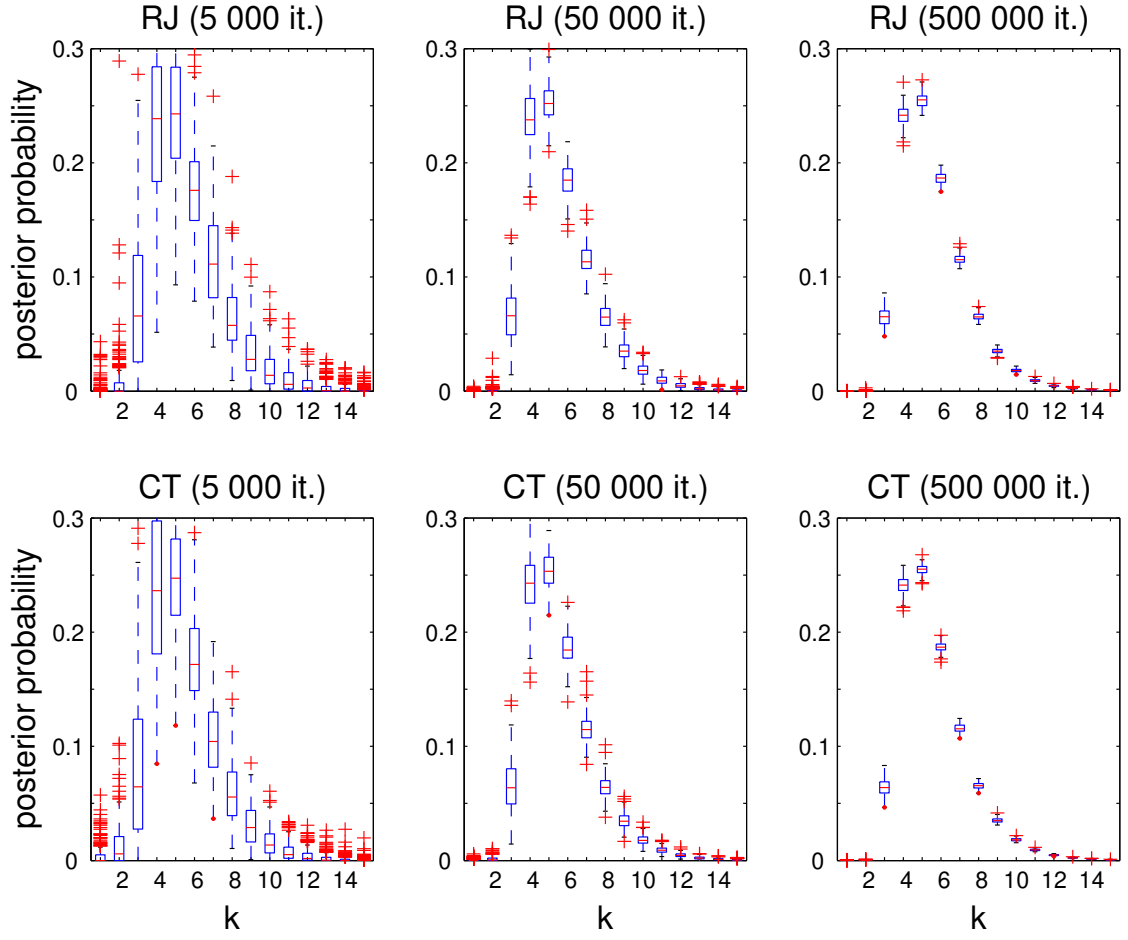 RJ (5 000 it.)
RJ (50 000 it.)
RJ (500 000 it.)
posterior probability
0.3
0.2
0.1
0
2 4 6 8 10 12 14
0.3
0.2
0.1
0
2 4 6 8 10 12 14
0.3
0.2
0.1
0
2 4 6 8 10 12 14
CT (5 000 it.)
CT (50 000 it.)
CT (500 000 it.)
posterior probability
0.3
0.2
0.1
0
2 4 6 8 10 12 14
k
0.3
0.2
0.1
0
2 4 6 8 10 12 14
k
0.3
0.2
0.1
0
2 4 6 8 10 12 14
k